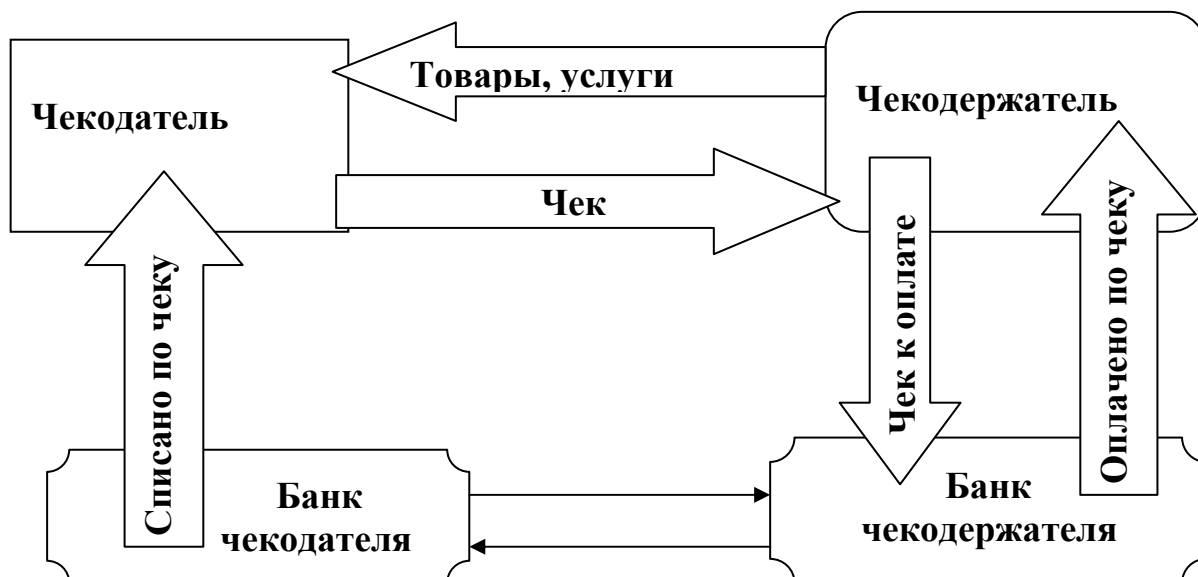 Товары, услуги
Чекодатель
Чекодержатель
Чек
Списано по чеку
Чек к оплате
Оплачено по чеку
Банк
чекодателя
Банк
чекодержателя